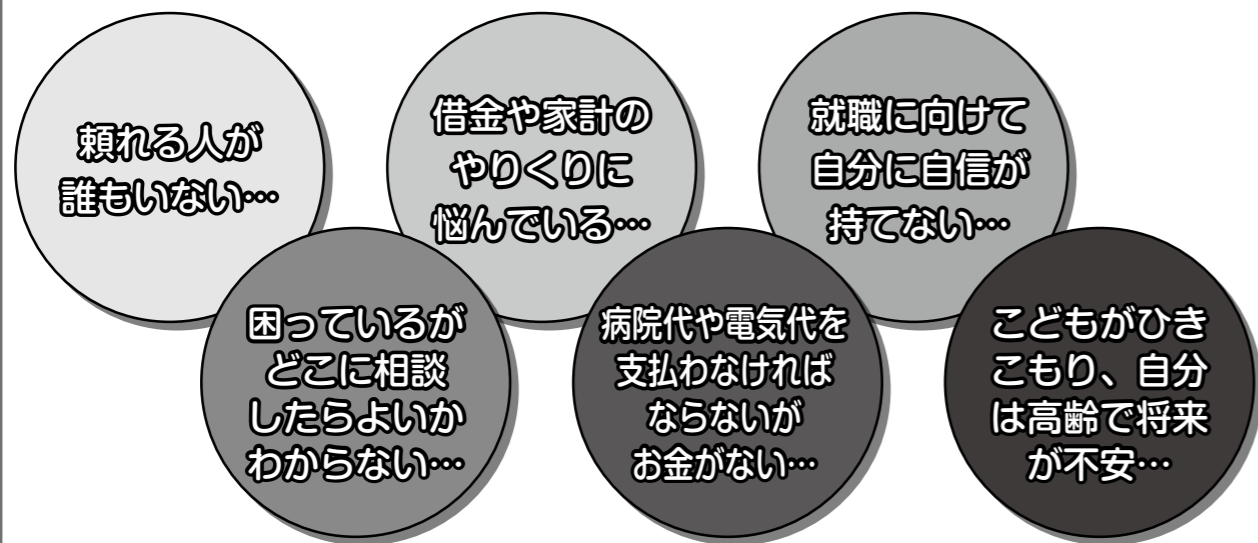 頼れる人が
誰もいない…
借金や家計の
やりくりに
悩んでいる…
就職に向けて
自分に自信が
持てない…
困っているが
どこに相談
したらよいか
わからない…
病院代や電気代を
支払わなければ
ならないが
お金がない…
こどもがひき
こもり、自分
は高齢で将来
が不安…